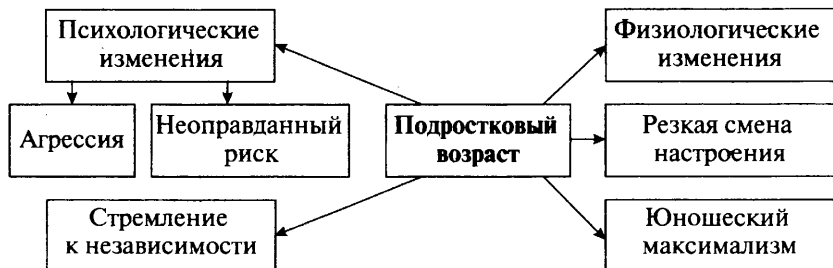 Психологические
изменения
Физиологические
изменения
Агрессия
Неоправданный
риск
Подростковый
возраст
Резкая смена
настроения
Стремление
к независимости
Юношеский
максимализм